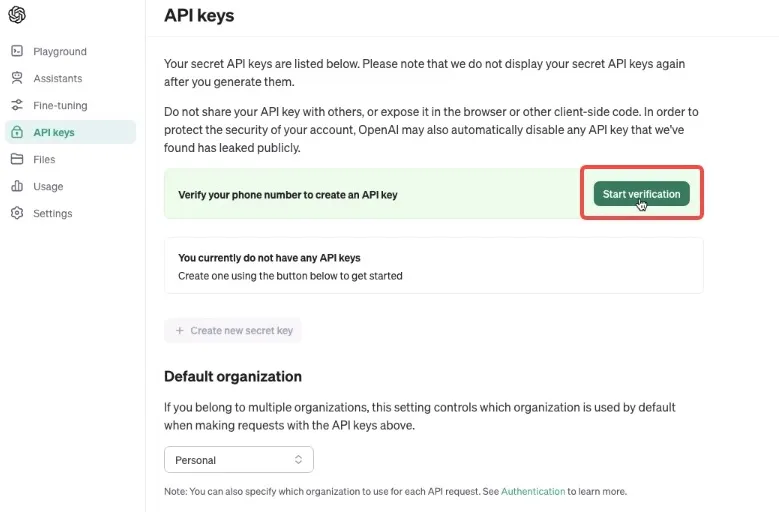 API keys
Playground
Assistants
Fine-tuning
API keys
Files
Usage
Settings
Your secret API keys are listed below. Please note that we do not display your secret API keys again
after you generate them.
Do not share your API key with others, or expose it in the browser or other client-side code. In order to
protect the security of your account, OpenAI may also automatically disable any API key that we've
found has leaked publicly.
Verify your phone number to create an API key
Start verification
You currently do not have any API keys
Create one using the button below to get started
+ Create new secret key
Default organization
If you belong to multiple organizations, this setting controls which organization is used by default
when making requests with the API keys above.
Personal
Note: You can also specify which organization to use for each API request. See Authentication to learn more.